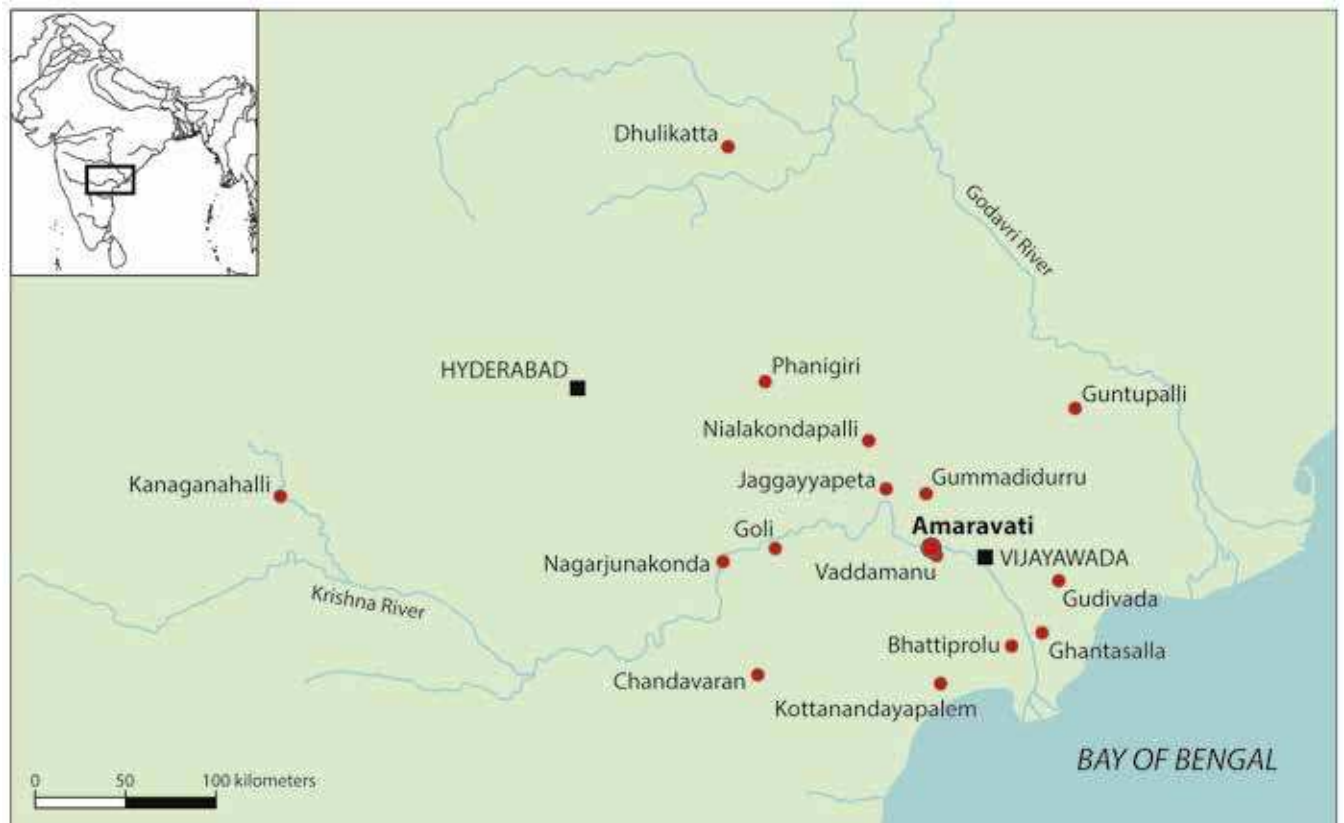 Dhulikatta
Godavri River
HYDERABAD
Phanigiri
Guntupalli
Nialakondapalli
Kanaganahalli
Jaggayyapeta
Gummadidurru
Goli
Amaravati
Nagarjunakonda
Vaddamanu
VIJAYAWADA
Krishna River
Gudivada
Bhattiprolu
Ghantasalla
Chandavaran
Kottanandayapalem
BAY OF BENGAL
0 50 100 kilometers